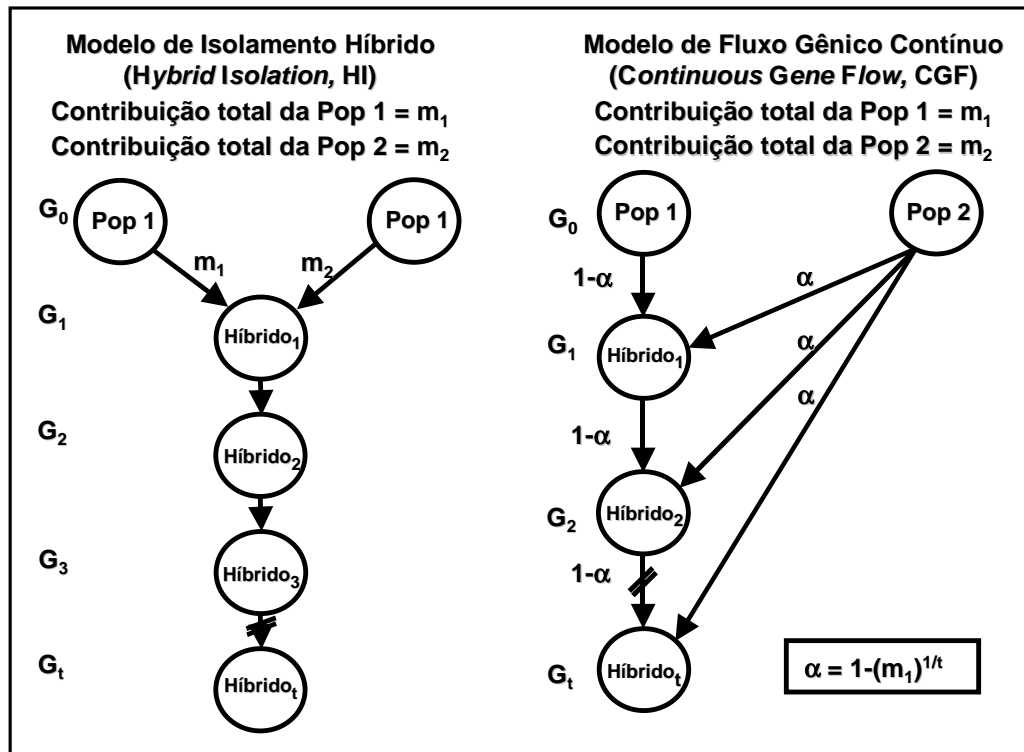 Modelo de Isolamento Híbrido
(Hybrid Isolation, HI)
Contribuição total da Pop 1 = m₁
Contribuição total da Pop 2 = m₂
G₀
Pop 1
Pop 1
m₁
m₂
G₁
Híbrido₁
G₂
Híbrido₂
G₃
Híbrido₃
Gₜ
Híbridoₜ
Modelo de Fluxo Gênico Contínuo
(Continuous Gene Flow, CGF)
Contribuição total da Pop 1 = m₁
Contribuição total da Pop 2 = m₂
G₀
Pop 1
Pop 2
1-α
α
G₁
Híbrido₁
α
α
1-α
G₂
Híbrido₂
1-α
Gₜ
Híbridoₜ
α = 1-(m₁)¹/ᵗ